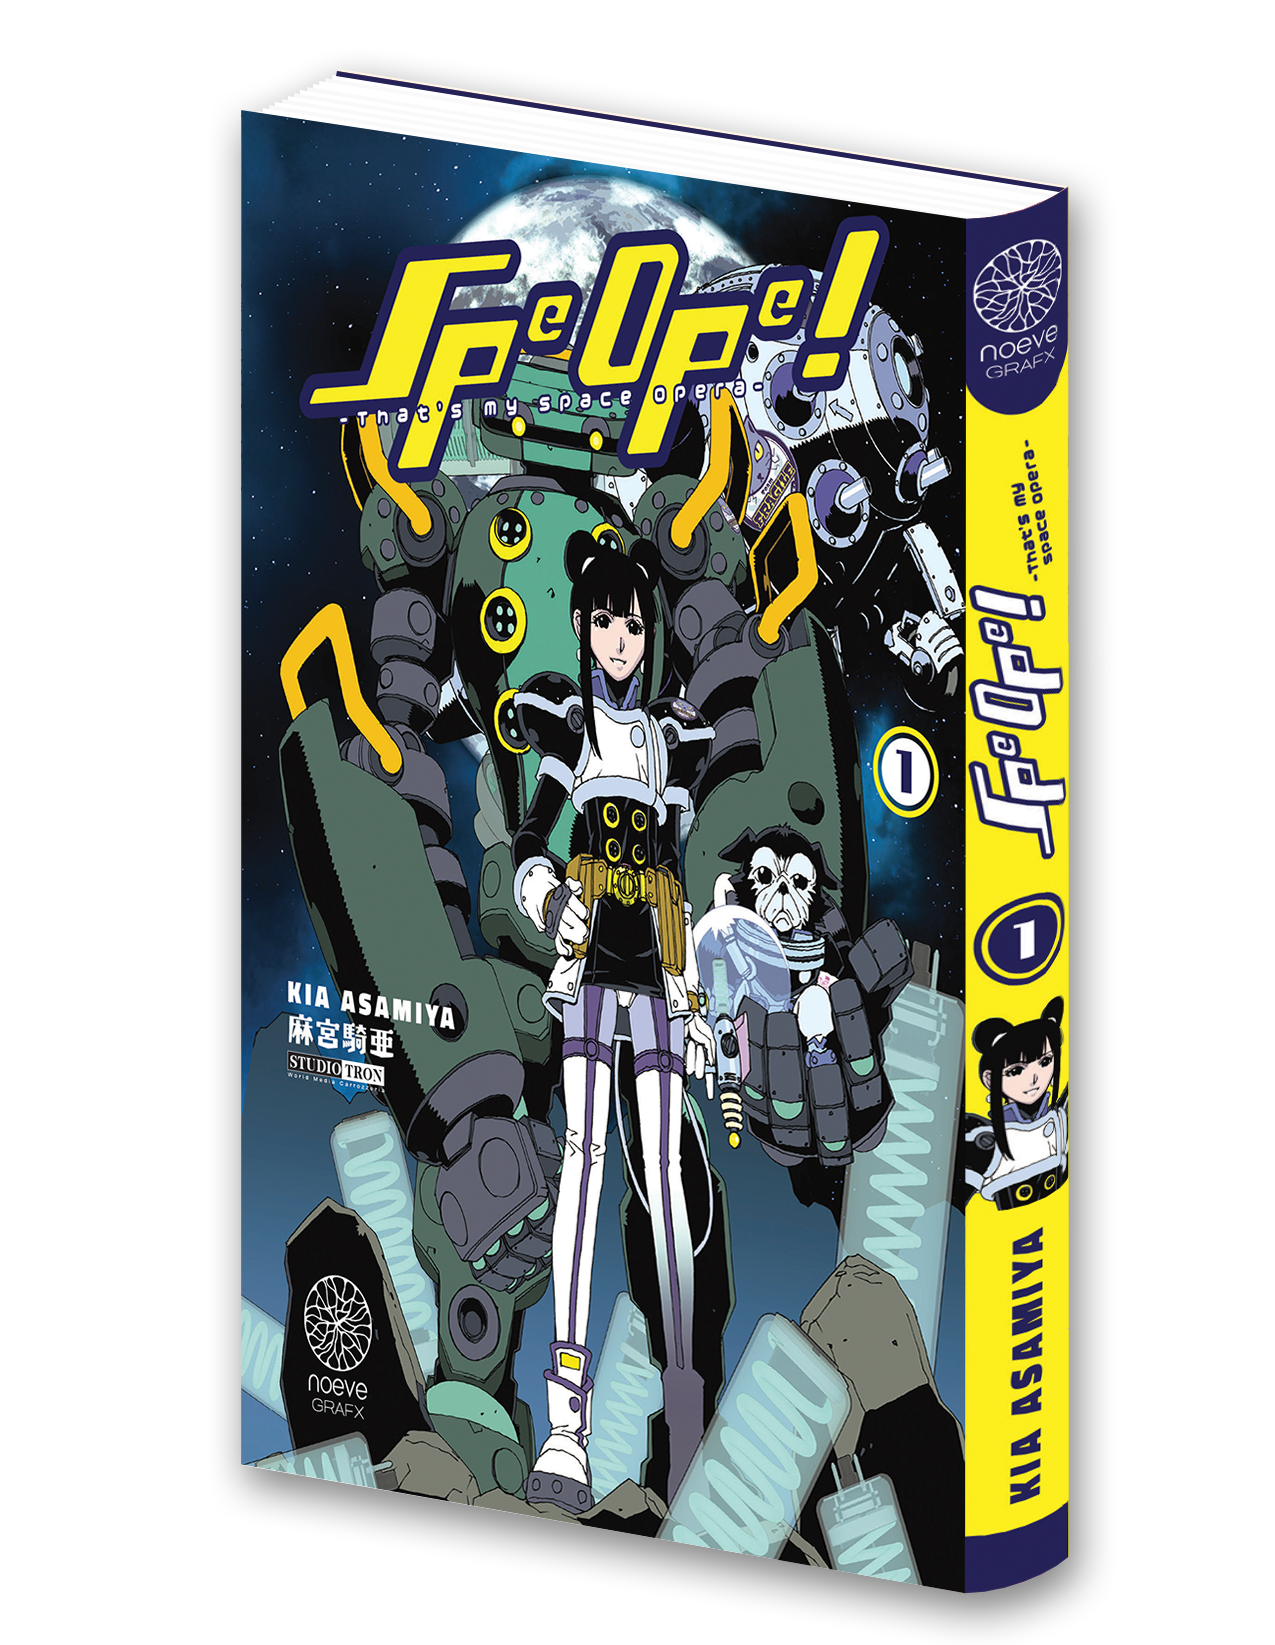 SPeOPe!
-That's my space opera-
FRAGILE
1
KIA ASAMIYA
麻宮騎亜
STUDIO TRON
World Media Carrozzeria
noeve
GRAFX
noeve
GRAFX
-That's my
space opera-
SPeOPe!
1
KIA ASAMIYA